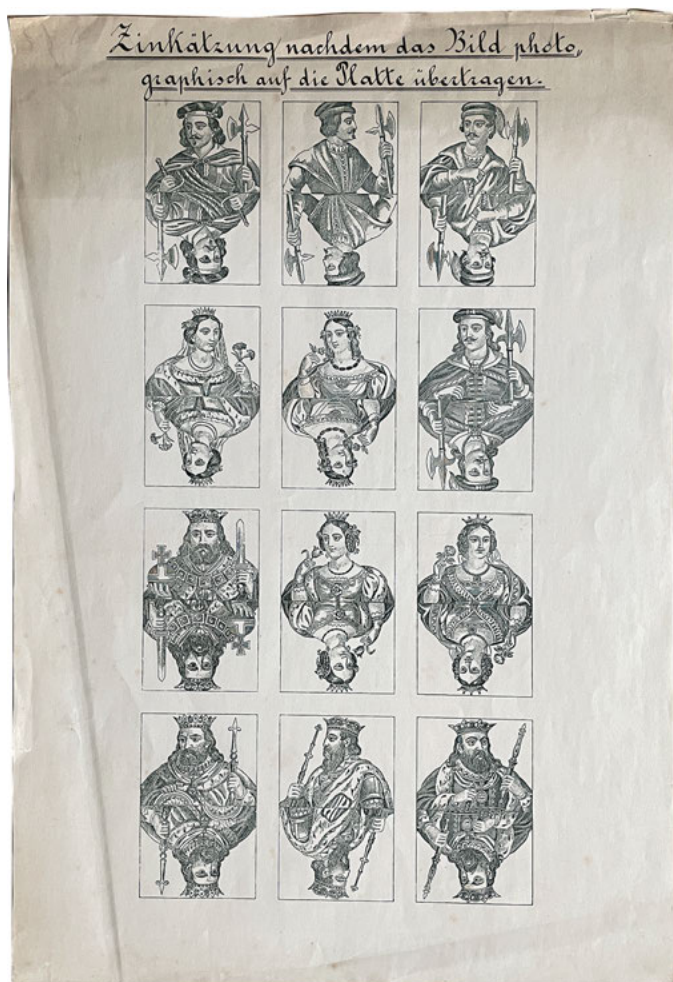 Zinkätzung nachdem das Bild photo„
graphisch auf die Platte übertragen.